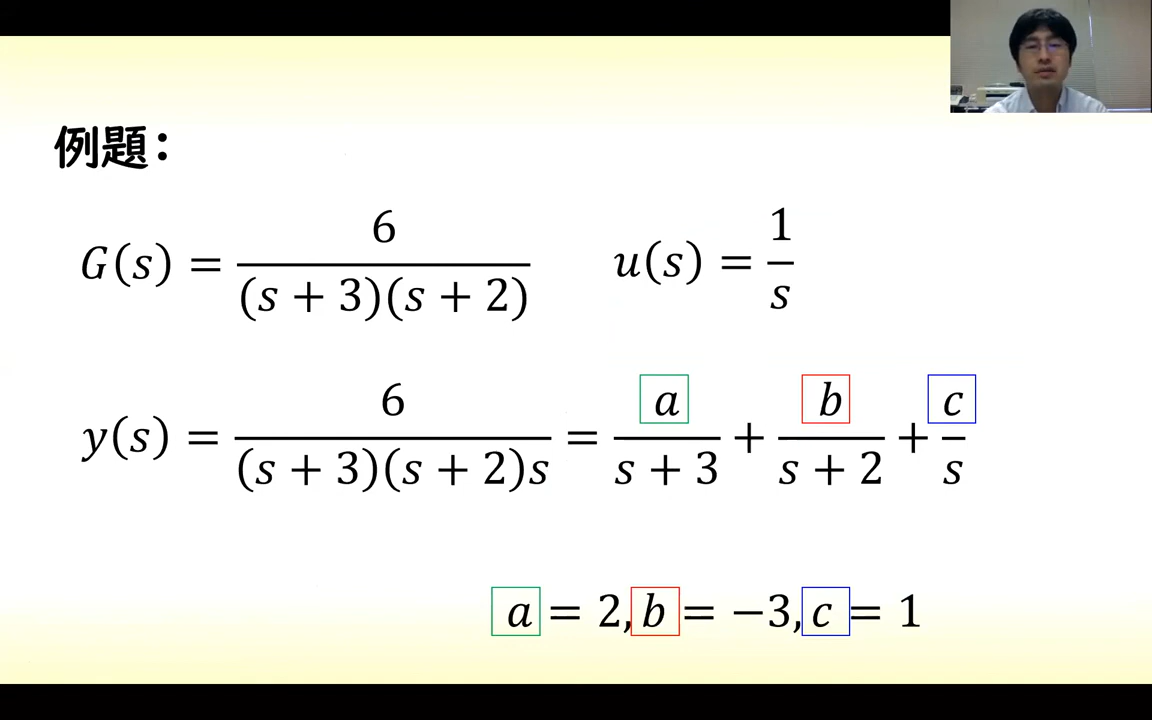 例題：
G(s) = 6/((s + 3)(s + 2))   u(s) = 1/s
y(s) = 6/((s + 3)(s + 2)s) = a/(s + 3) + b/(s + 2) + c/s
a = 2, b = −3, c = 1